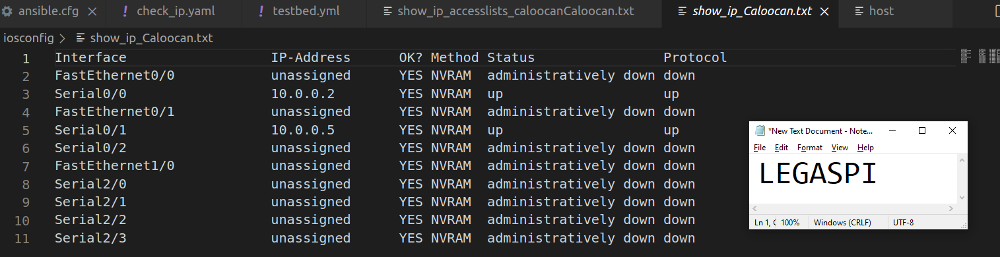 ansible.cfg
! check_ip.yaml
! testbed.yml
show_ip_accesslists_caloocanCaloocan.txt
show_ip_Caloocan.txt
host
iosconfig > show_ip_Caloocan.txt
1 Interface IP-Address OK? Method Status Protocol
2 FastEthernet0/0 unassigned YES NVRAM administratively down down
3 Serial0/0 10.0.0.2 YES NVRAM up up
4 FastEthernet0/1 unassigned YES NVRAM administratively down down
5 Serial0/1 10.0.0.5 YES NVRAM up up
6 Serial0/2 unassigned YES NVRAM administratively down down
7 FastEthernet1/0 unassigned YES NVRAM administratively down down
8 Serial2/0 unassigned YES NVRAM administratively down down
9 Serial2/1 unassigned YES NVRAM administratively down down
10 Serial2/2 unassigned YES NVRAM administratively down down
11 Serial2/3 unassigned YES NVRAM administratively down down
*New Text Document - Note...
File Edit Format View Help
LEGASPI
Ln 1, C 100% Windows (CRLF) UTF-8